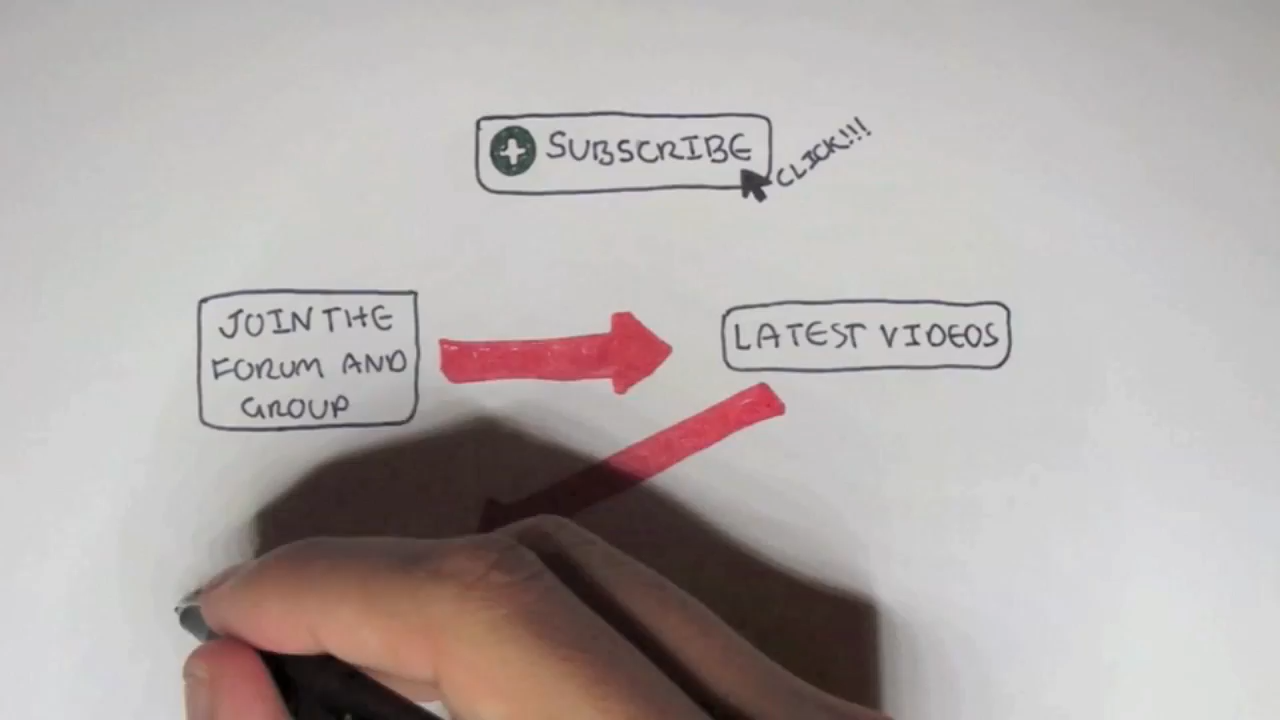 SUBSCRIBE
CLICK!!!
JOIN THE
FORUM AND
GROUP
LATEST VIDEOS